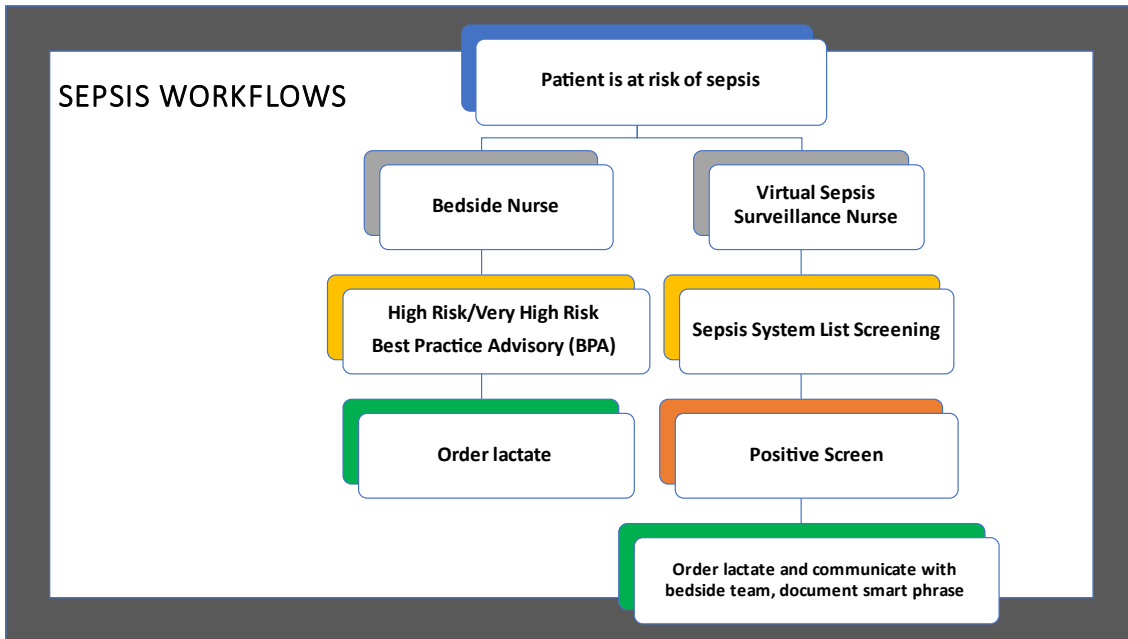 SEPSIS WORKFLOWS
Patient is at risk of sepsis
Bedside Nurse
Virtual Sepsis
Surveillance Nurse
High Risk/Very High Risk
Best Practice Advisory (BPA)
Sepsis System List Screening
Order lactate
Positive Screen
Order lactate and communicate with
bedside team, document smart phrase